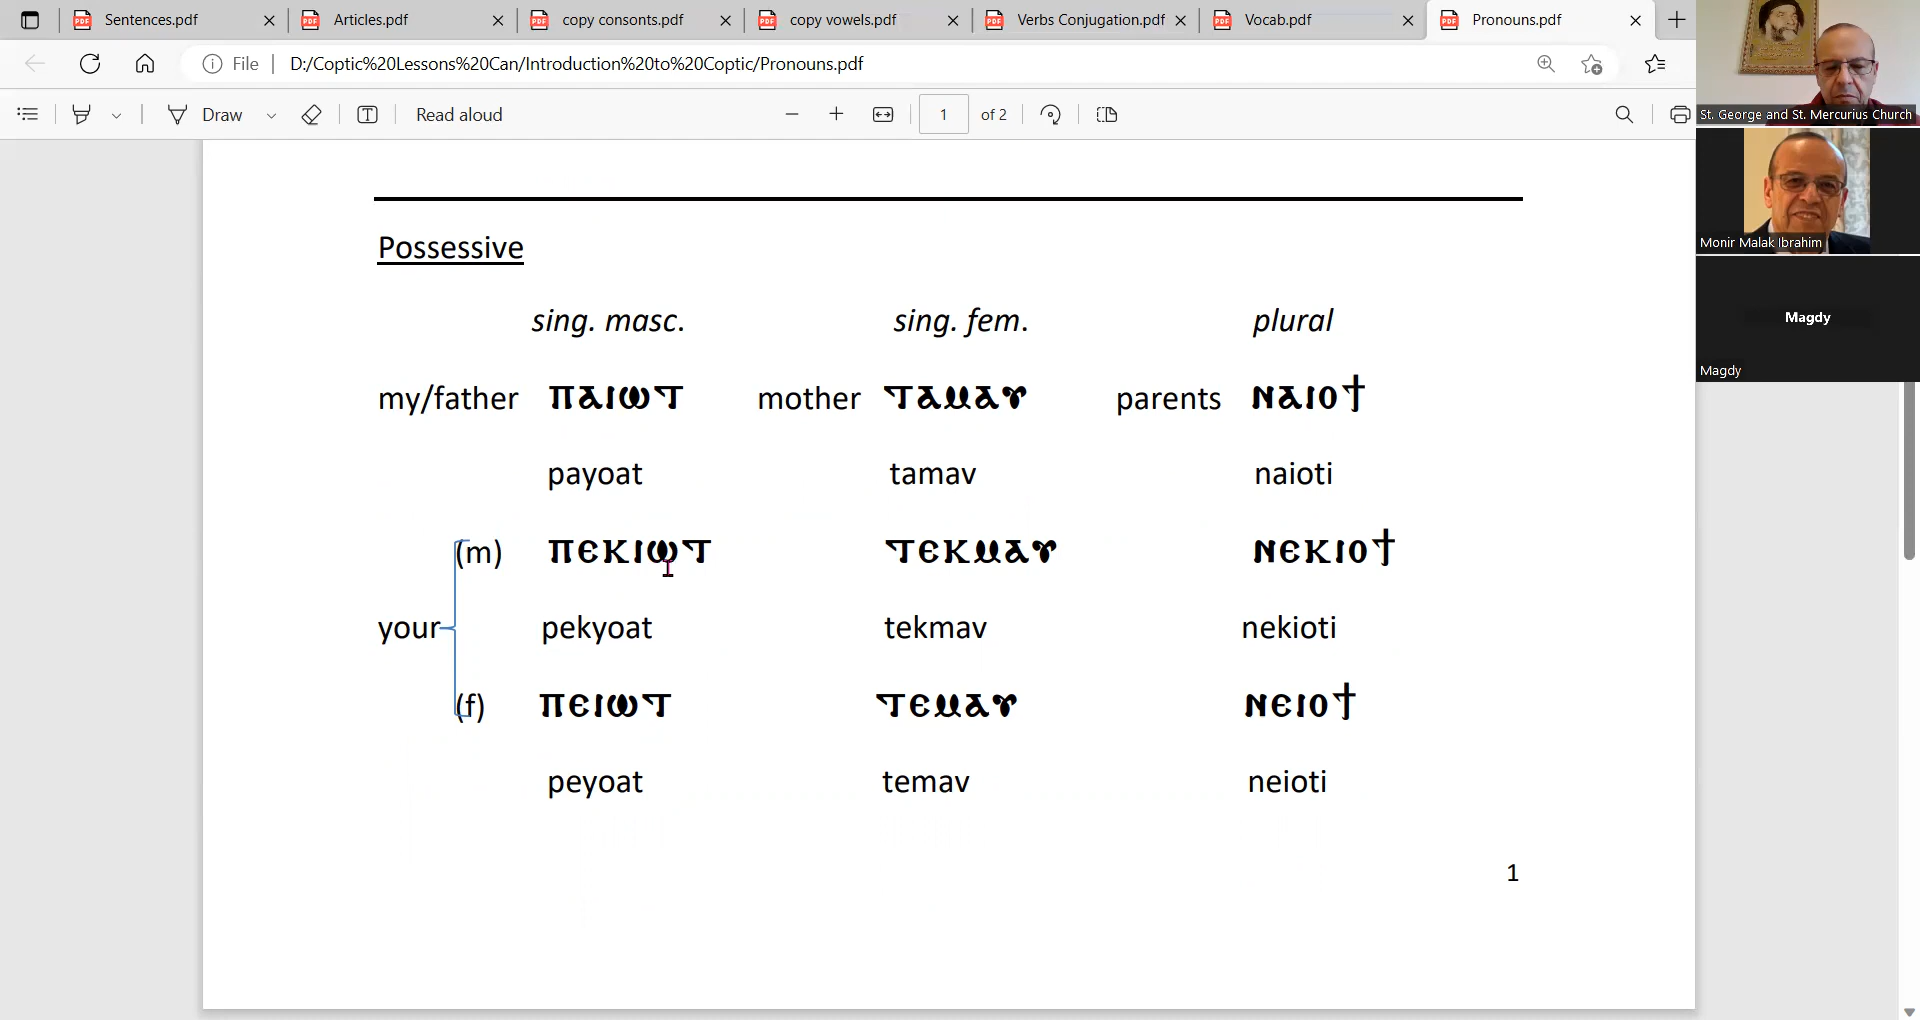 Sentences.pdf Articles.pdf copy consonts.pdf copy vowels.pdf Verbs Conjugation.pdf Vocab.pdf Pronouns.pdf
File D:/Coptic%20Lessons%20Can/Introduction%20to%20Coptic/Pronouns.pdf
Draw Read aloud 1 of 2
St. George and St. Mercurius Church
Monir Malak Ibrahim
Magdy
Magdy
Possessive
sing. masc. sing. fem. plural
my/father ⲠⲀⲒⲰⲦ mother ⲦⲀⲘⲀⲨ parents ⲚⲀⲒⲞϮ
payoat tamav naioti
(m) ⲠⲈⲔⲒⲰⲦ ⲦⲈⲔⲘⲀⲨ ⲚⲈⲔⲒⲞϮ
your pekyoat tekmav nekioti
(f) ⲠⲈⲒⲰⲦ ⲦⲈⲘⲀⲨ ⲚⲈⲒⲞϮ
peyoat temav neioti
1